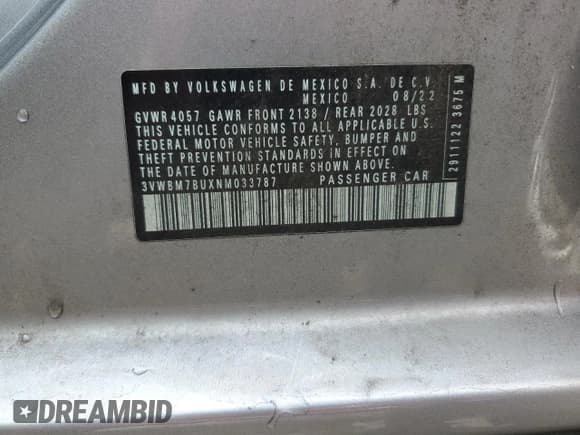 MFD BY VOLKSWAGEN DE MEXICO S.A. DE C.V.
MEXICO 08/22
GVWR 4057 GAWR FRONT 2138 / REAR 2028 LBS
THIS VEHICLE CONFORMS TO ALL APPLICABLE U.S.
FEDERAL MOTOR VEHICLE SAFETY, BUMPER AND
THEFT PREVENTION STANDARDS IN EFFECT ON
THE DATE OF MANUFACTURE SHOWN ABOVE.
3VWBM7BUXNM033787 PASSENGER CAR
29111122 3675 M
DREAMBID